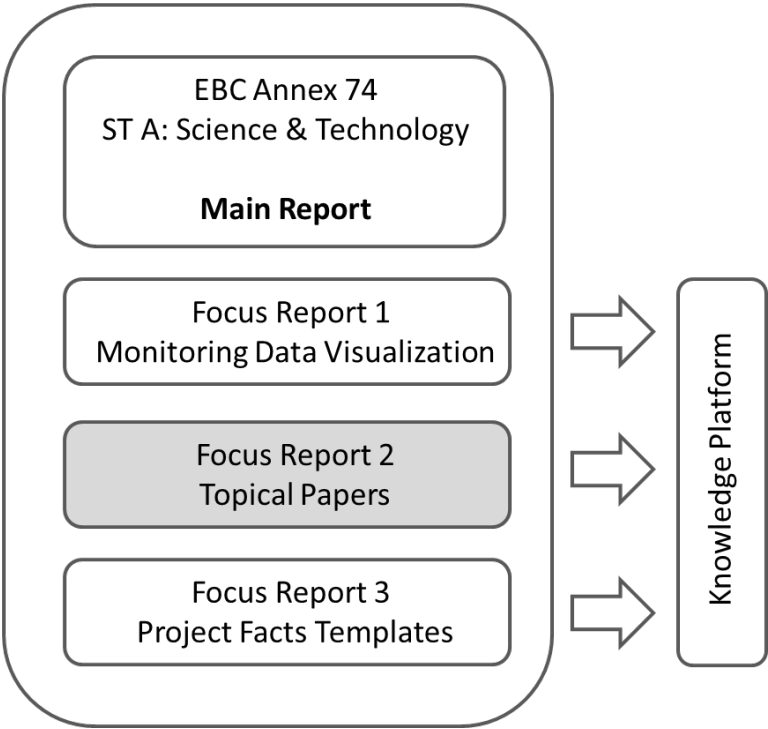 EBC Annex 74
ST A: Science & Technology
Main Report
Focus Report 1
Monitoring Data Visualization
Focus Report 2
Topical Papers
Focus Report 3
Project Facts Templates
Knowledge Platform